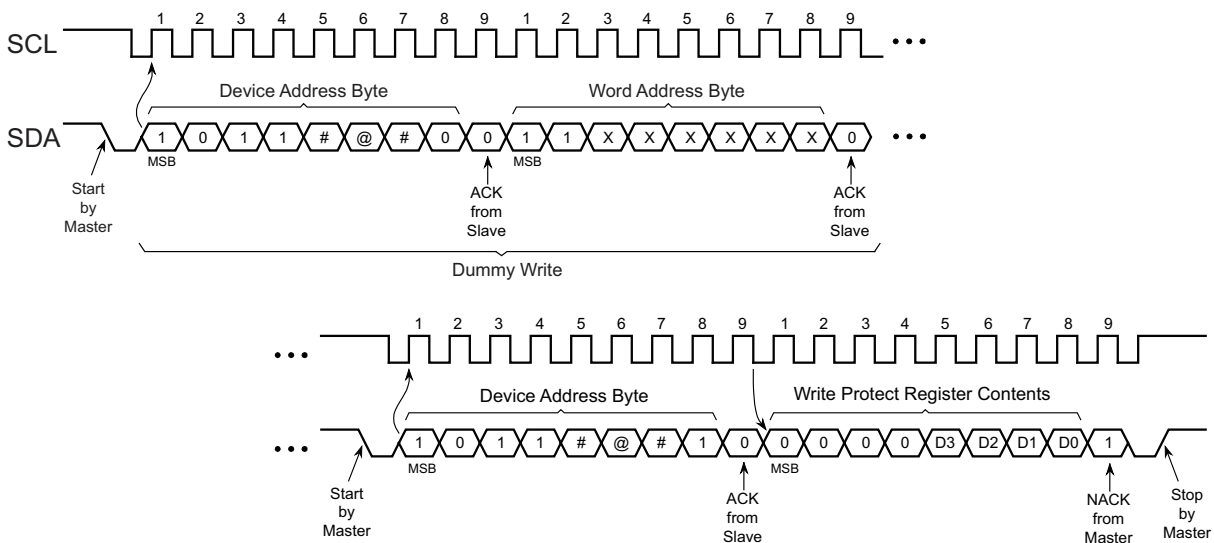 1 2 3 4 5 6 7 8 9 1 2 3 4 5 6 7 8 9
SCL
Device Address Byte Word Address Byte
SDA 1 0 1 1 # @ # 0 0 1 1 X X X X X X 0
MSB MSB
Start by Master
ACK from Slave
ACK from Slave
Dummy Write
1 2 3 4 5 6 7 8 9 1 2 3 4 5 6 7 8 9
Device Address Byte Write Protect Register Contents
1 0 1 1 # @ # 1 0 0 0 0 0 D3 D2 D1 D0 1
MSB MSB
Start by Master
ACK from Slave
NACK from Master
Stop by Master